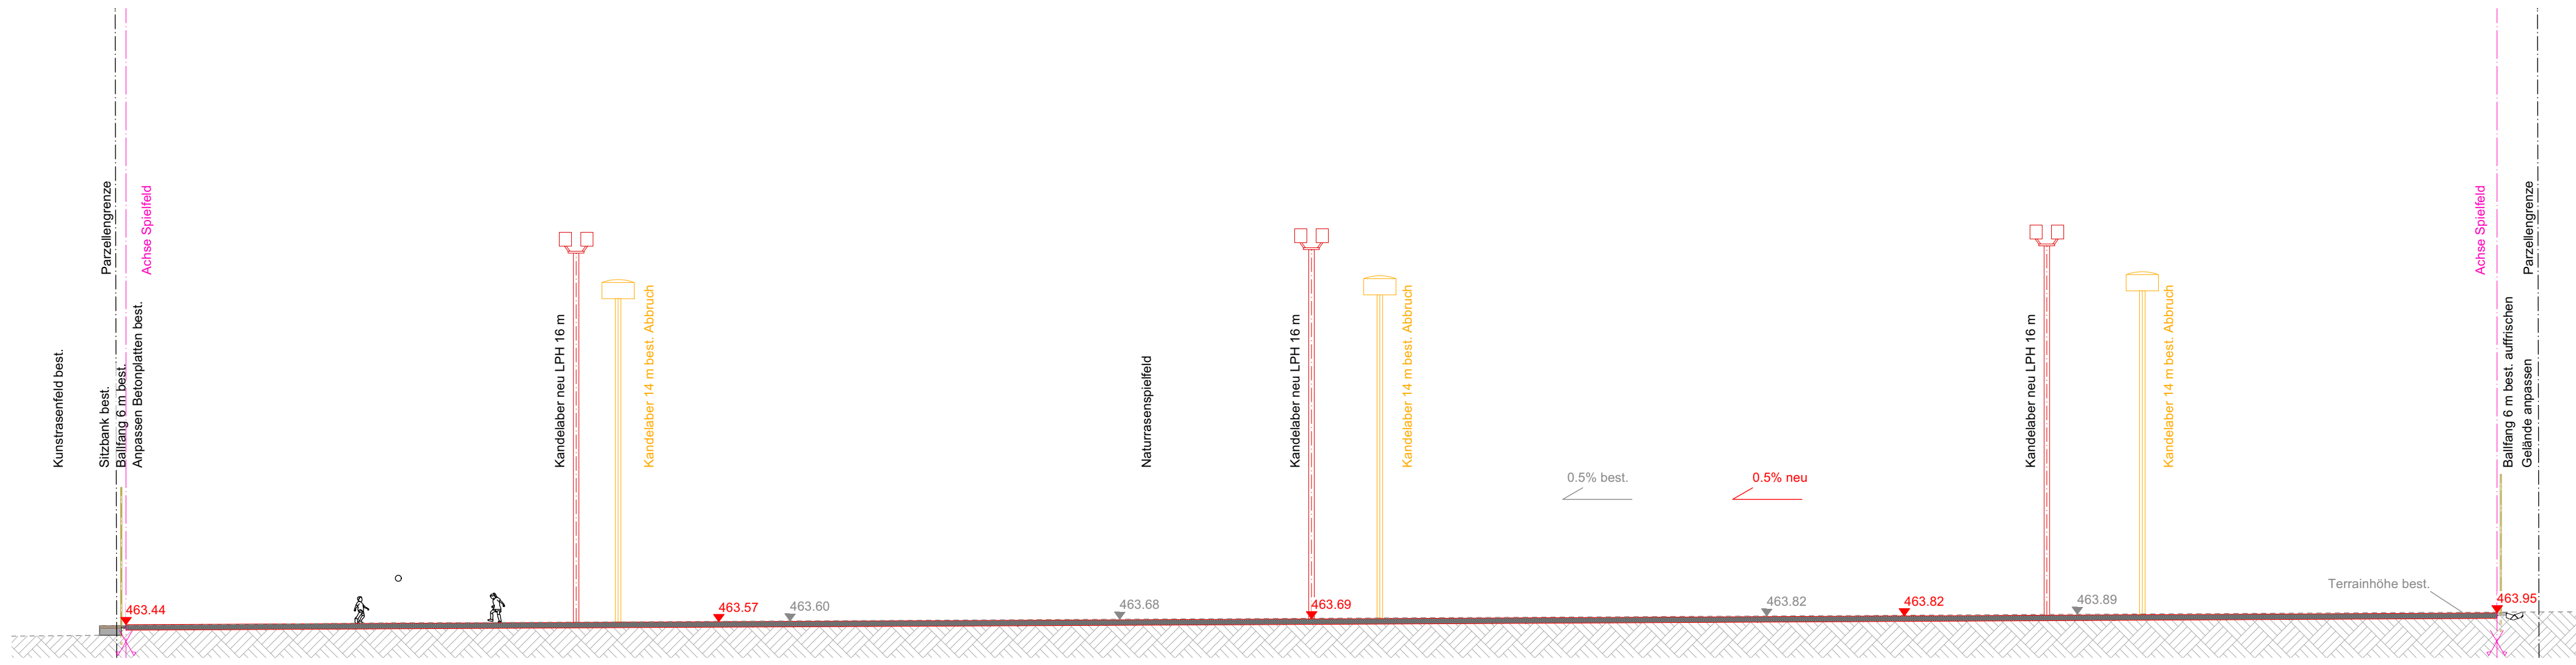 Kunstrasenfeld best.
Parzellengrenze
Sitzbank best.
Ballfang 6 m best.
Achse Spielfeld
Anpassen Betonplatten best.
Kandelaber neu LPH 16 m
Kandelaber 14 m best. Abbruch
Naturrasenspielfeld
Kandelaber neu LPH 16 m
Kandelaber 14 m best. Abbruch
0.5% best.
0.5% neu
Kandelaber neu LPH 16 m
Kandelaber 14 m best. Abbruch
Achse Spielfeld
Parzellengrenze
Ballfang 6 m best. auffrischen
Gelände anpassen
Terrainhöhe best.
463.44
463.57
463.60
463.68
463.69
463.82
463.82
463.89
463.95